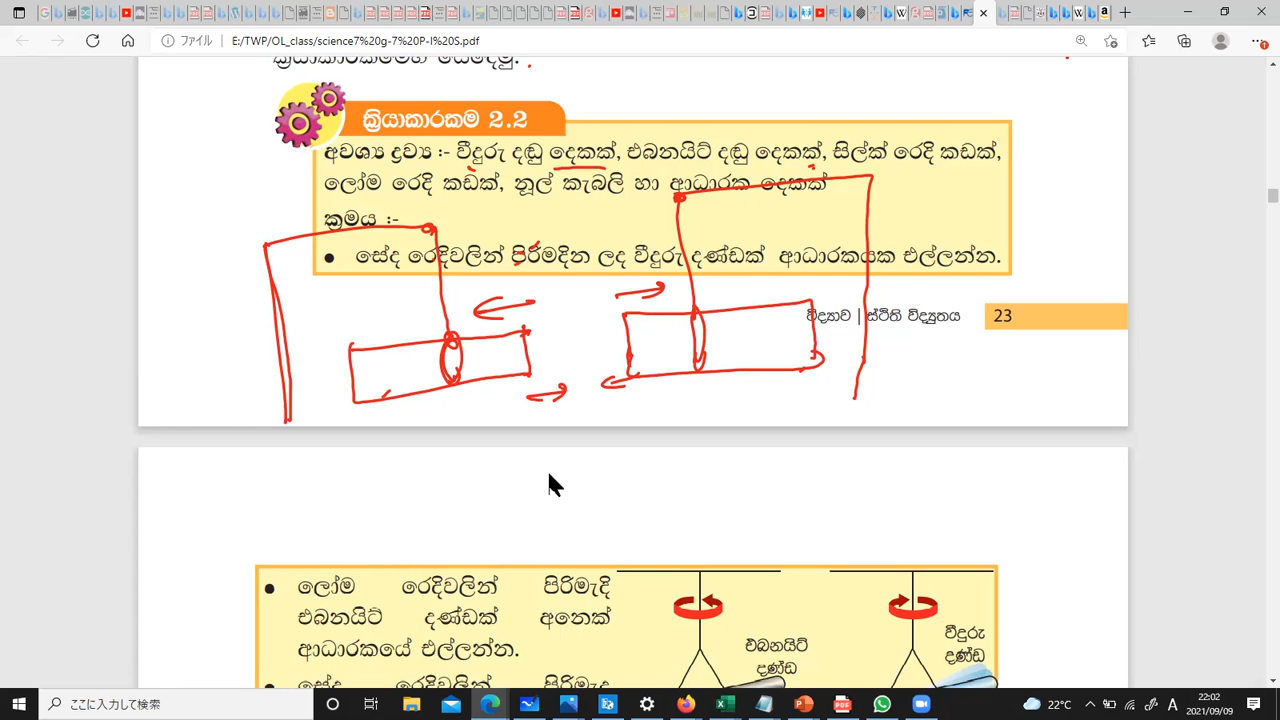 ファイル
E:/TWP/OL_class/science7%20g-7%20P-I%20S.pdf
ක්‍රියාකාරකමෙහි යෙදෙමු.
ක්‍රියාකාරකම 2.2
අවශ්‍ය ද්‍රව්‍ය :- වීදුරු දඬු දෙකක්, එබනයිට් දඬු දෙකක්, සිල්ක් රෙදි කඩක්,
ලෝම රෙදි කඩක්, නූල් කැබලි හා ආධාරක දෙකක්
ක්‍රමය :-
● සේද රෙදිවලින් පිරිමදින ලද වීදුරු දණ්ඩක් ආධාරකයක එල්ලන්න.
විද්‍යාව | ස්ථිති විද්‍යුතය 23
● ලෝම රෙදිවලින් පිරිමැදි
එබනයිට් දණ්ඩක් අනෙක්
ආධාරකයේ එල්ලන්න.
● සේද රෙදිවලින් පිරිමැද
එබනයිට්
දණ්ඩ
වීදුරු
දණ්ඩ
ここに入力して検索
22°C
A
22:02
2021/09/09